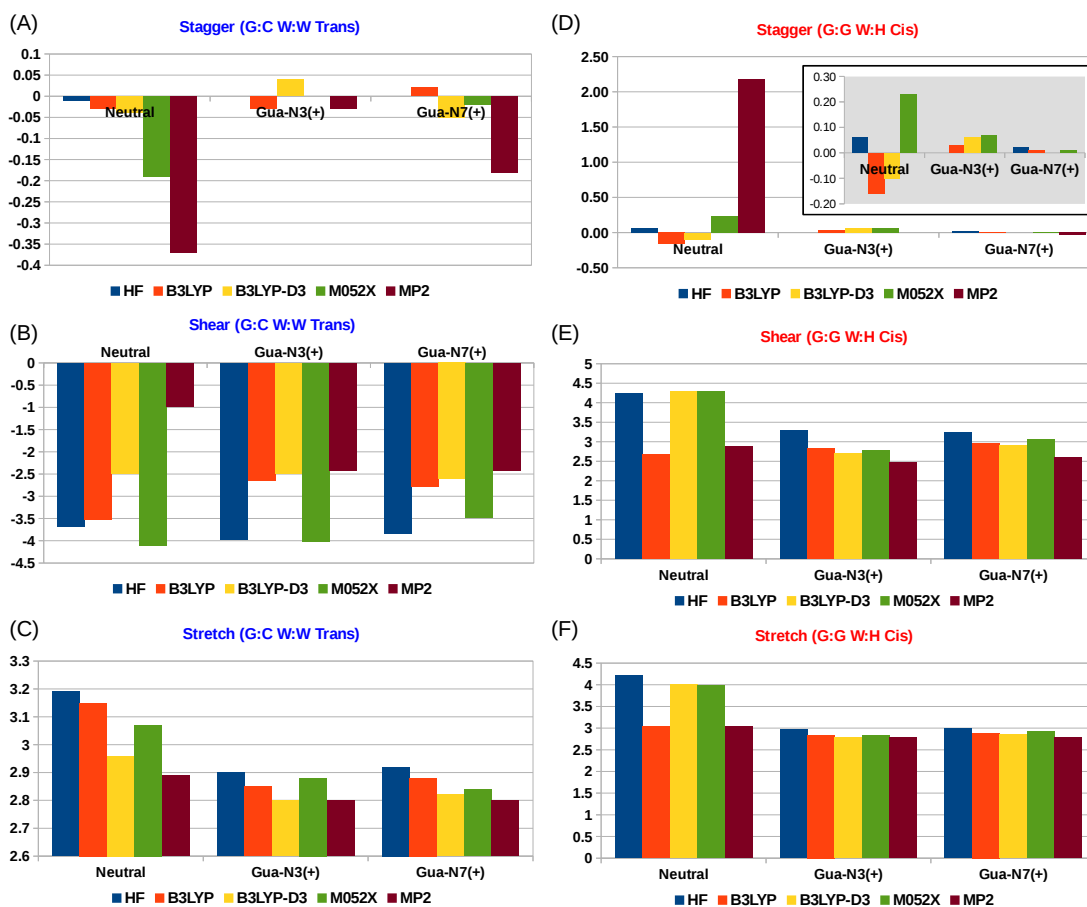 (A)
Stagger (G:C W:W Trans)
0.1
0.05
0
-0.05
-0.1
-0.15
-0.2
-0.25
-0.3
-0.35
-0.4
Neutral Gua-N3(+) Gua-N7(+)
HF B3LYP B3LYP-D3 M052X MP2
(B)
Shear (G:C W:W Trans)
Neutral Gua-N3(+) Gua-N7(+)
0
-0.5
-1
-1.5
-2
-2.5
-3
-3.5
-4
-4.5
HF B3LYP B3LYP-D3 M052X MP2
(C)
Stretch (G:C W:W Trans)
3.3
3.2
3.1
3
2.9
2.8
2.7
2.6
Neutral Gua-N3(+) Gua-N7(+)
HF B3LYP B3LYP-D3 M052X MP2
(D)
Stagger (G:G W:H Cis)
2.50
2.00
1.50
1.00
0.50
0.00
-0.50
Neutral Gua-N3(+) Gua-N7(+)
0.30
0.20
0.10
0.00
-0.10
-0.20
Neutral Gua-N3(+) Gua-N7(+)
HF B3LYP B3LYP-D3 M052X MP2
(E)
Shear (G:G W:H Cis)
5
4.5
4
3.5
3
2.5
2
1.5
1
0.5
0
Neutral Gua-N3(+) Gua-N7(+)
HF B3LYP B3LYP-D3 M052X MP2
(F)
Stretch (G:G W:H Cis)
4.5
4
3.5
3
2.5
2
1.5
1
0.5
0
Neutral Gua-N3(+) Gua-N7(+)
HF B3LYP B3LYP-D3 M052X MP2